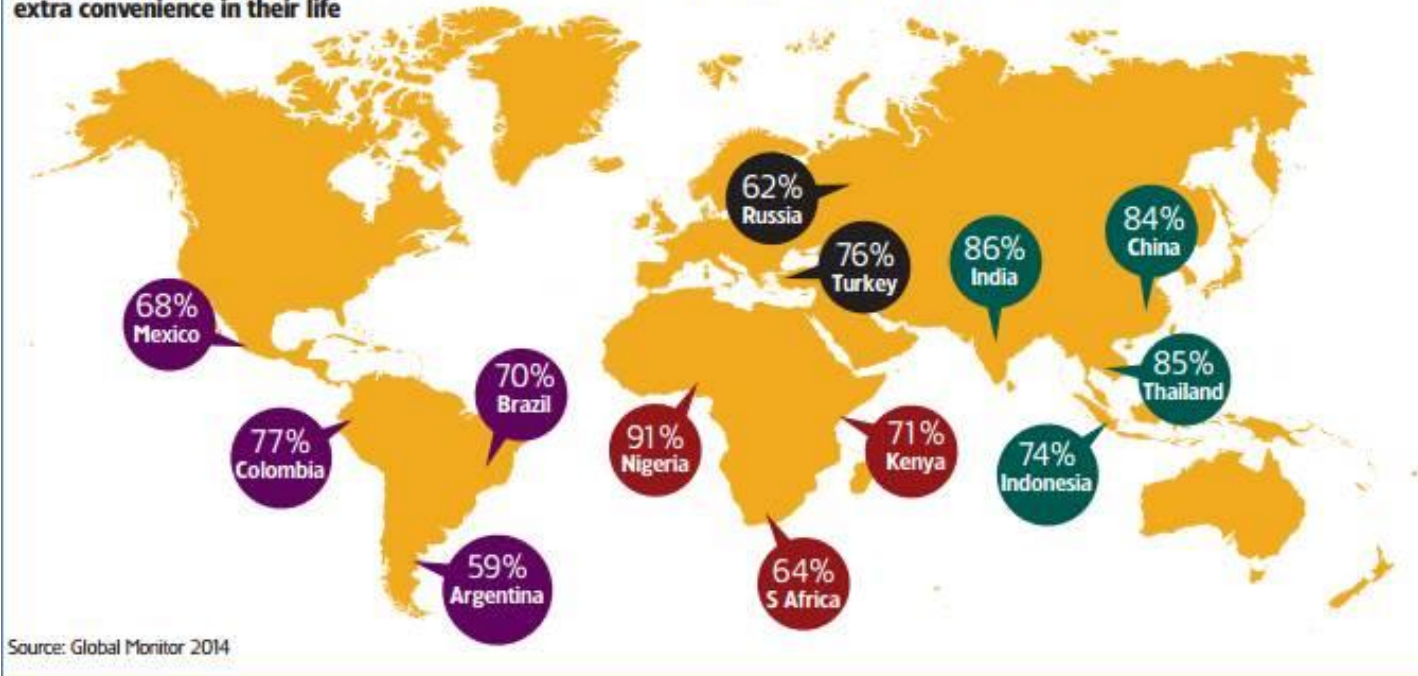 extra convenience in their life
62%
Russia
84%
China
76%
Turkey
86%
India
68%
Mexico
70%
Brazil
85%
Thailand
77%
Colombia
91%
Nigeria
71%
Kenya
74%
Indonesia
59%
Argentina
64%
S Africa
Source: Global Monitor 2014